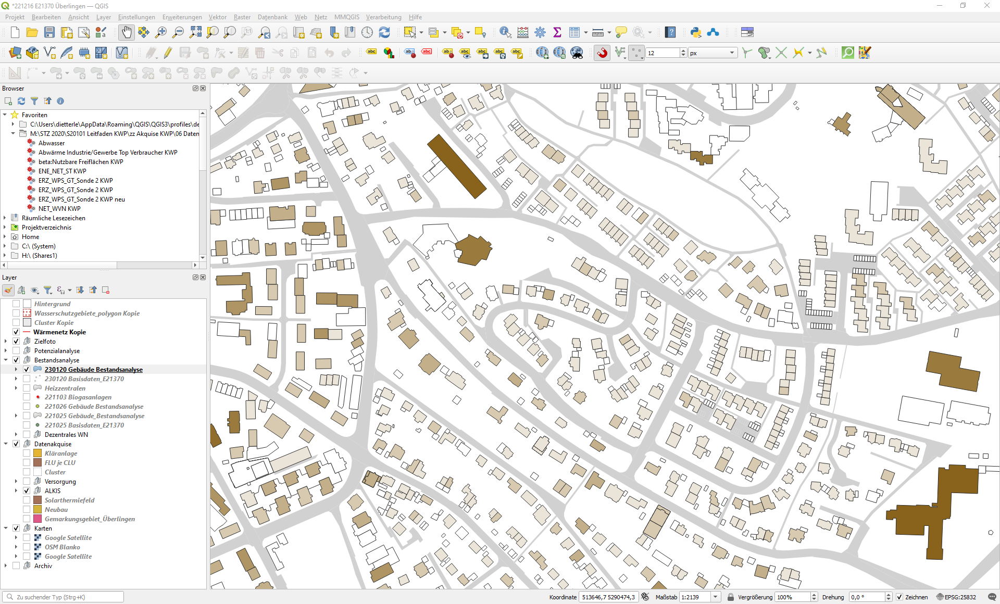 *221216 E21370 Überlingen — QGIS
Projekt Bearbeiten Ansicht Layer Einstellungen Erweiterungen Vektor Raster Datenbank Web Netz MMQGIS Verarbeitung Hilfe
12 px
Browser
Favoriten
C:\Users\dietterle\AppData\Roaming\QGIS\QGIS3\profiles\de
M:\STZ 2020\S20101 Leitfaden KWP\zz Akquise KWP\06 Daten
Abwasser
Abwärme Industrie/Gewerbe Top Verbraucher KWP
beta:Nutzbare Freiflächen KWP
ENE_NET_ST KWP
ERZ_WPS_GT_Sonde 2 KWP
ERZ_WPS_GT_Sonde 2 KWP
ERZ_WPS_GT_Sonde 2 KWP neu
NET_WVN KWP
Räumliche Lesezeichen
Projektverzeichnis
Home
C:\ (System)
H:\ (Shares1)
Layer
Hintergrund
Wasserschutzgebiete_polygon Kopie
Cluster Kopie
Wärmenetz Kopie
Zielfoto
Potenzialanalyse
Bestandsanalyse
230120 Gebäude Bestandsanalyse
230120 Basisdaten_E21370
Heizzentralen
221103 Biogasanlagen
221026 Gebäude Bestandsanalyse
221025 Gebäude_Bestandsanalyse
221025 Basisdaten_E21370
Dezentrales WN
Datenakquise
Kläranlage
FLU je CLU
Cluster
Versorgung
ALKIS
Solarthermiefeld
Neubau
Gemarkungsgebiet_Überlingen
Karten
Google Satellite
OSM Blanko
Google Satellite
Archiv
Zu suchender Typ (Strg+K) Koordinate 513646,7 5290474,3 Maßstab 1:2139 Vergrößerung 100% Drehung 0,0 ° Zeichnen EPSG:25832